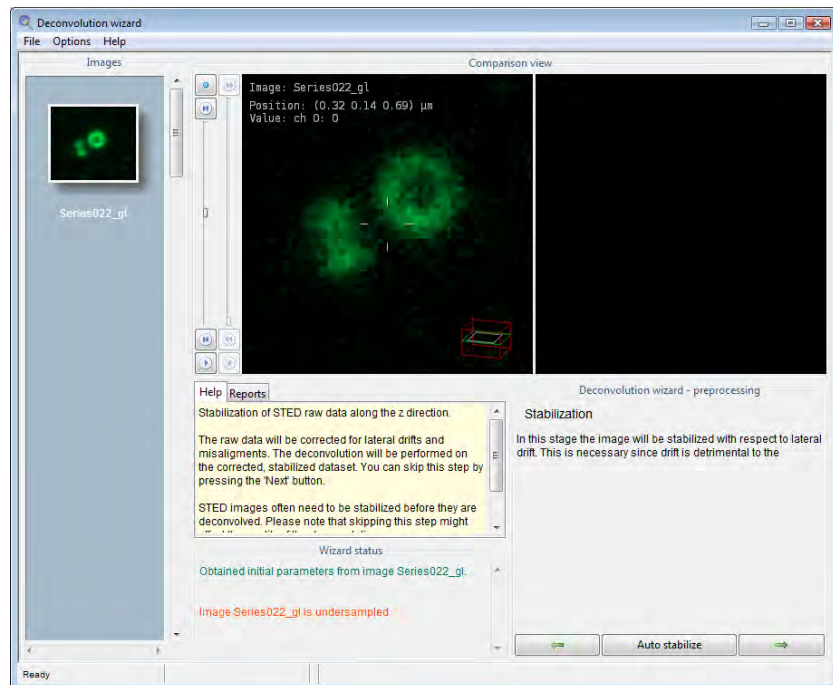 Deconvolution wizard
File Options Help
Images
Comparison view
Image: Series022_gl
Position: (0.32 0.14 0.69) µm
Value: ch 0: 0
Series022_gl
Help Reports
Stabilization of STED raw data along the z direction.
The raw data will be corrected for lateral drifts and
misaligments. The deconvolution will be performed on
the corrected, stabilized dataset. You can skip this step by
pressing the 'Next' button.
STED images often need to be stabilized before they are
deconvolved. Please note that skipping this step might
Wizard status
Obtained initial parameters from image Series022_gl.
Image Series022_gl is undersampled
Deconvolution wizard - preprocessing
Stabilization
In this stage the image will be stabilized with respect to lateral
drift. This is necessary since drift is detrimental to the
Auto stabilize
Ready